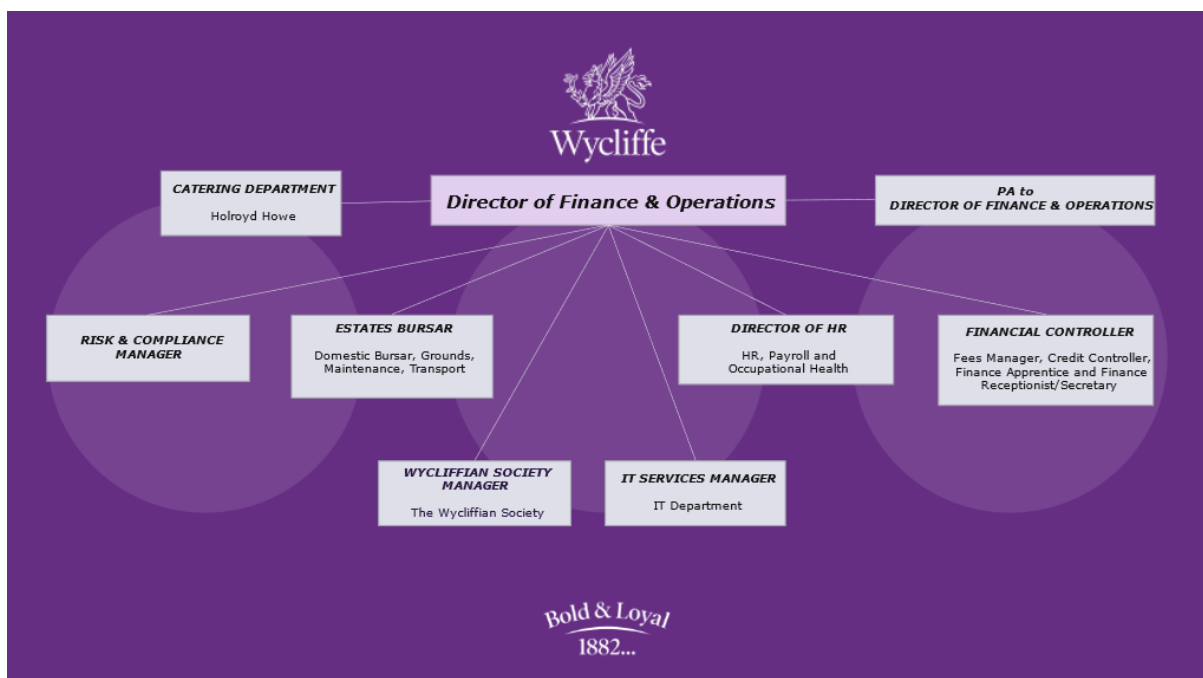 Wycliffe
CATERING DEPARTMENT
Holroyd Howe
Director of Finance & Operations
PA to
DIRECTOR OF FINANCE & OPERATIONS
RISK & COMPLIANCE
MANAGER
ESTATES BURSAR
Domestic Bursar, Grounds,
Maintenance, Transport
DIRECTOR OF HR
HR, Payroll and
Occupational Health
FINANCIAL CONTROLLER
Fees Manager, Credit Controller,
Finance Apprentice and Finance
Receptionist/Secretary
WYCLIFFIAN SOCIETY
MANAGER
The Wycliffian Society
IT SERVICES MANAGER
IT Department
Bold & Loyal
1882...